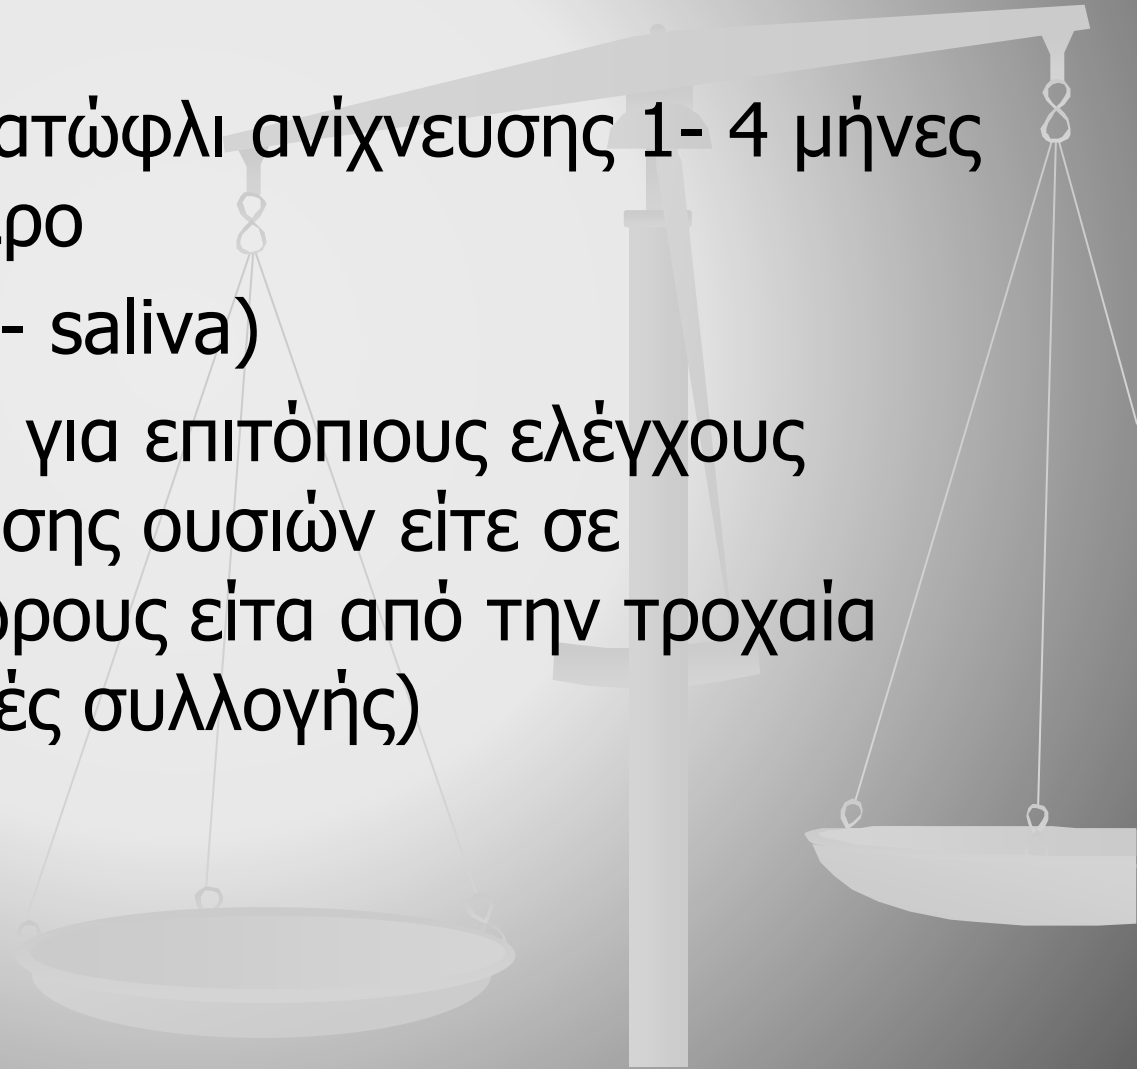 ατώφλι ανίχνευσης 1- 4 μήνες
ρο
- saliva)
για επιτόπιους ελέγχους
σης ουσιών είτε σε
ρους είτα από την τροχαία
ές συλλογής)